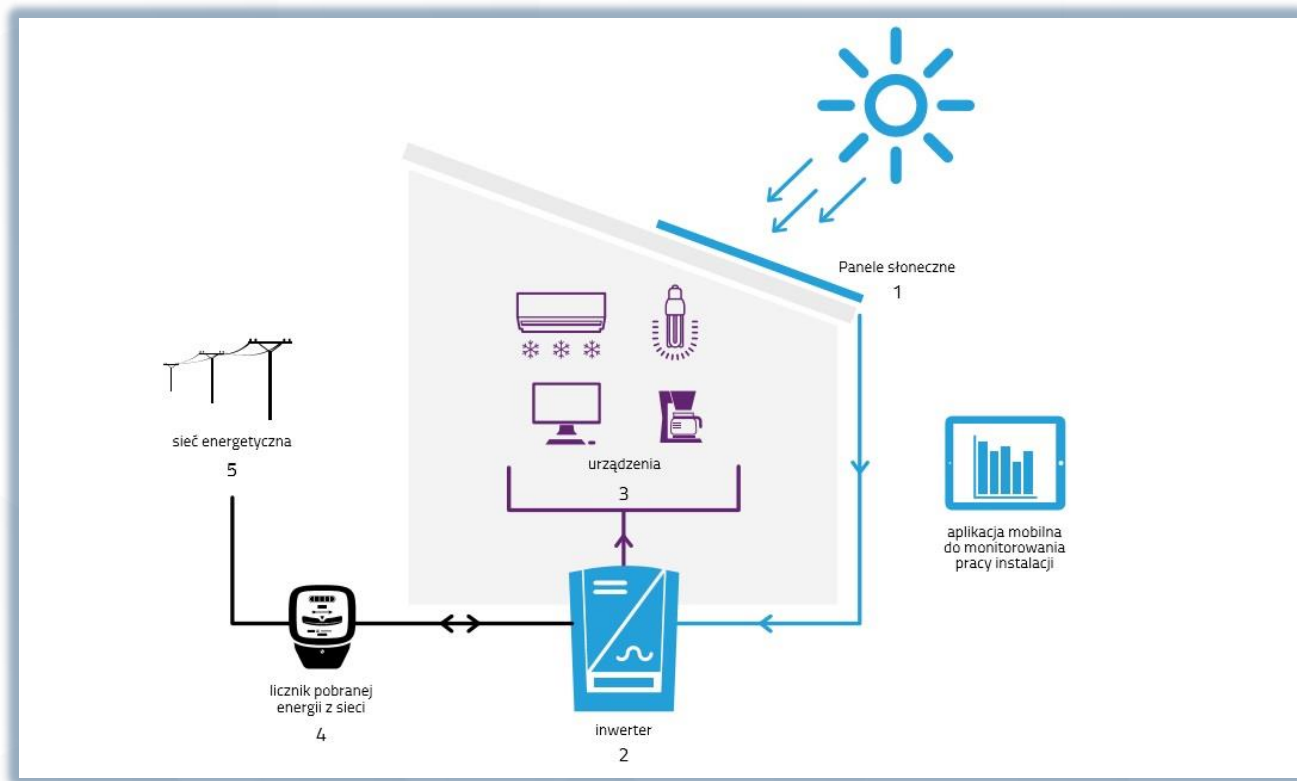 Panele słoneczne
1
sieć energetyczna
5
urządzenia
3
aplikacja mobilna
do monitorowania
pracy instalacji
licznik pobranej
energii z sieci
4
inwerter
2